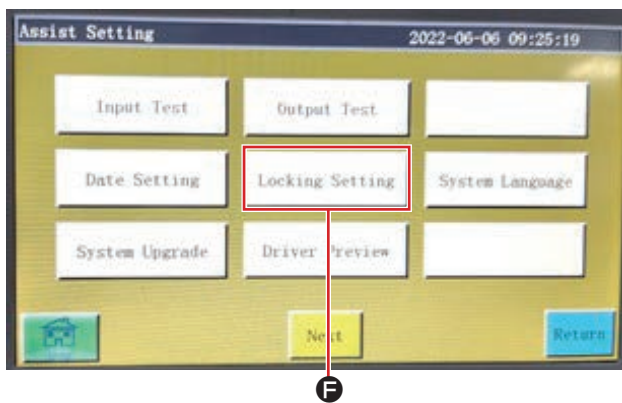 Assist Setting 2022-06-06 09:25:19
Input Test Output Test
Date Setting Locking Setting System Language
System Upgrade Driver Preview
Next Return
F